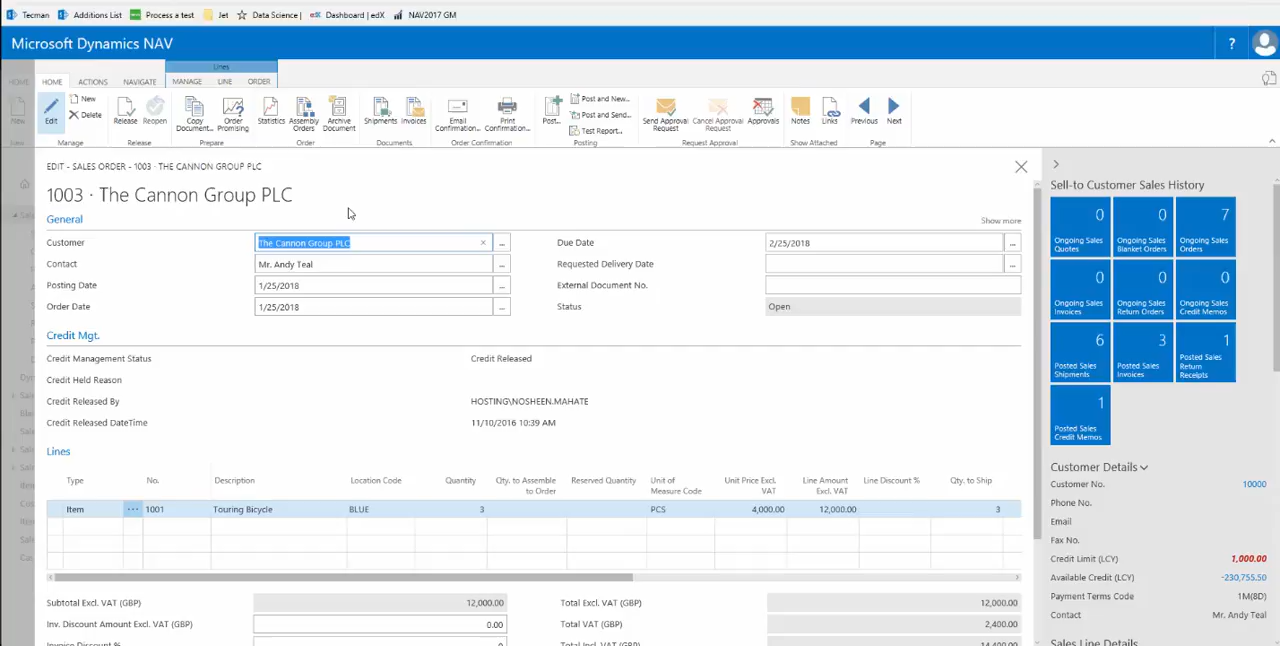 Tecman Additions List Process a test Jet Data Science | Dashboard | edX NAV2017 GM
Microsoft Dynamics NAV ?
Lines
HOME HOME ACTIONS NAVIGATE MANAGE LINE ORDER
New Edit New Delete Release Reopen Copy Document... Order Promising Statistics Assembly Orders Archive Document Shipments Invoices Email Confirmation... Print Confirmation... Post... Post and New... Post and Send... Test Report... Send Approval Request Cancel Approval Request Approvals Notes Links Previous Next
Manage Release Prepare Order Documents Order Confirmation Posting Request Approval Show Attached Page
EDIT - SALES ORDER - 1003 · THE CANNON GROUP PLC
1003 · The Cannon Group PLC
General Show more
Customer The Cannon Group PLC Due Date 2/25/2018
Contact Mr. Andy Teal Requested Delivery Date
Posting Date 1/25/2018 External Document No.
Order Date 1/25/2018 Status Open
Credit Mgt.
Credit Management Status Credit Released
Credit Held Reason
Credit Released By HOSTING\NOSHEEN.MAHATE
Credit Released DateTime 11/10/2016 10:39 AM
Lines
Type No. Description Location Code Quantity Qty. to Assemble to Order Reserved Quantity Unit of Measure Code Unit Price Excl. VAT Line Amount Excl. VAT Line Discount % Qty. to Ship
Item 1001 Touring Bicycle BLUE 3 PCS 4,000.00 12,000.00 3
Subtotal Excl. VAT (GBP) 12,000.00 Total Excl. VAT (GBP) 12,000.00
Inv. Discount Amount Excl. VAT (GBP) 0.00 Total VAT (GBP) 2,400.00
Invoice Discount % 0 Total Incl. VAT (GBP) 14,400.00
Sell-to Customer Sales History
0 Ongoing Sales Quotes
0 Ongoing Sales Blanket Orders
7 Ongoing Sales Orders
0 Ongoing Sales Invoices
0 Ongoing Sales Return Orders
0 Ongoing Sales Credit Memos
6 Posted Sales Shipments
3 Posted Sales Invoices
1 Posted Sales Return Receipts
1 Posted Sales Credit Memos
Customer Details
Customer No. 10000
Phone No.
Email
Fax No.
Credit Limit (LCY) 1,000.00
Available Credit (LCY) -230,755.50
Payment Terms Code 1M(8D)
Contact Mr. Andy Teal
Sales Line Details